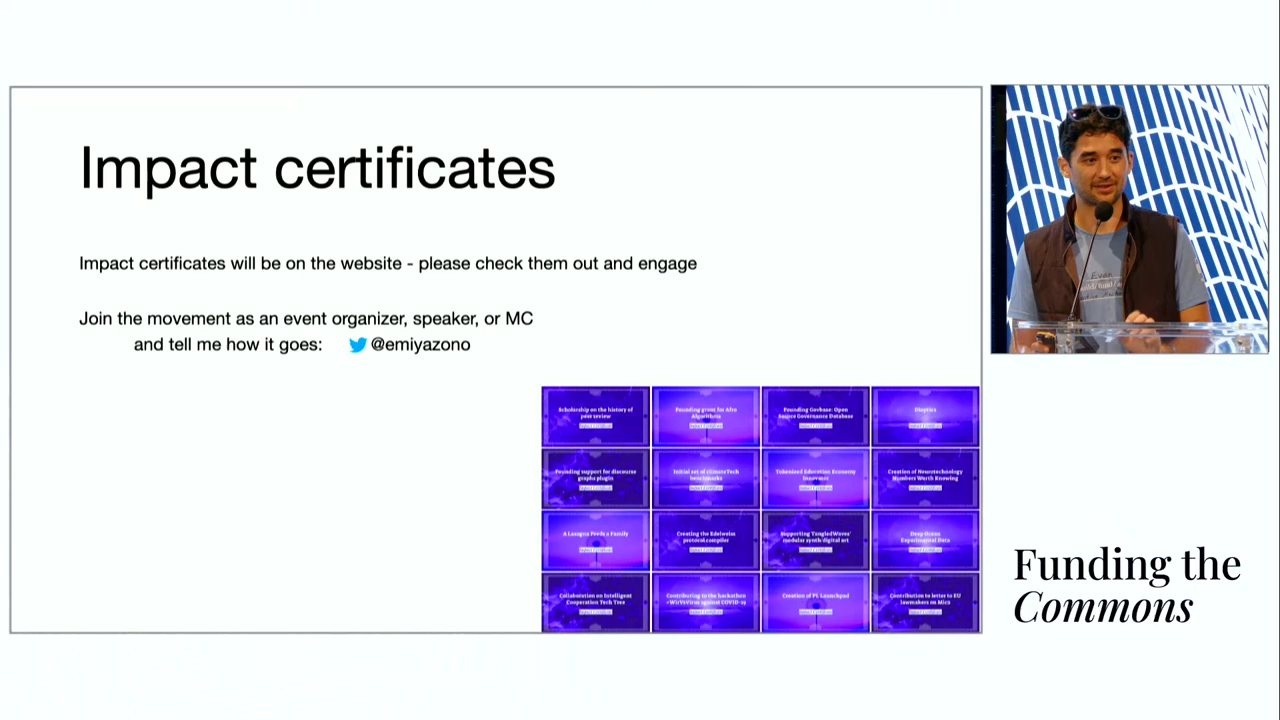 Impact certificates
Impact certificates will be on the website - please check them out and engage
Join the movement as an event organizer, speaker, or MC
and tell me how it goes:
@emiyazono
Scholarship on the history of
peer review
Founding grant for Afro
Algorithms
Founding Govbase: Open
Source Governance Database
Dioptics
Founding support for discourse
graphs plugin
Initial set of climateTech
benchmarks
Tokenized Education Economy
Innovator
Creation of Neurotechnology
Numbers Worth Knowing
A Lasagna Feeds a Family
Creating the Edelweiss
protocol compiler
Supporting TangledWaves'
modular synth/digital art
Deep Ocean
Experimental Data
Collaboration on Intelligent
Cooperation Tech Tree
Contributing to the hackathon
#WirVsVirus against COVID-19
Creation of PL Launchpad
Contribution to letter to EU
lawmakers on
Funding the
Commons